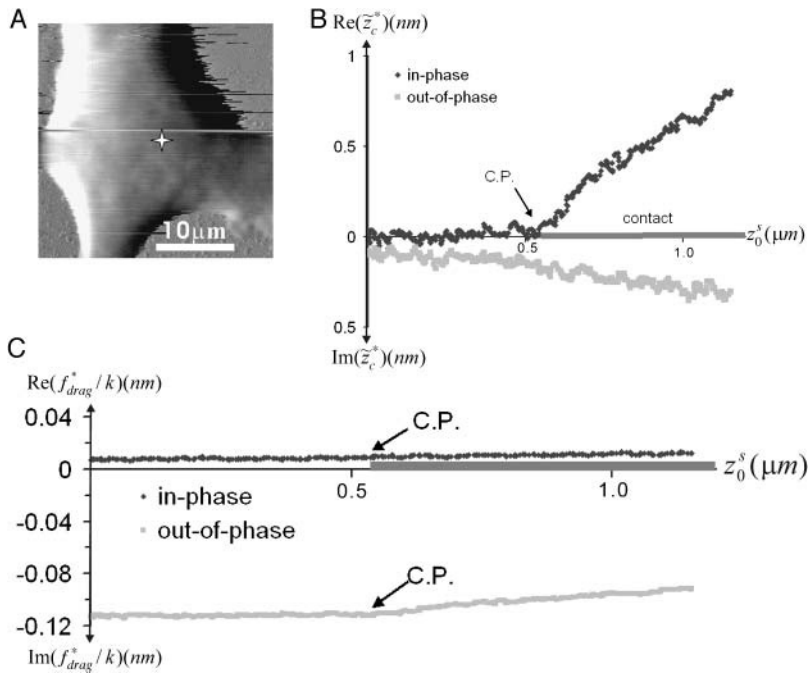 A
10μm
B
Re(z̃*c)(nm)
1
in-phase
out-of-phase
0.5
C.P.
contact
0
0.5
1.0
z^s_0(μm)
0.5
Im(z̃*c)(nm)
C
Re(f*drag / k)(nm)
0.04
C.P.
0
0.5
1.0
z^s_0(μm)
in-phase
-0.04
out-of-phase
-0.08
C.P.
-0.12
Im(f*drag / k)(nm)